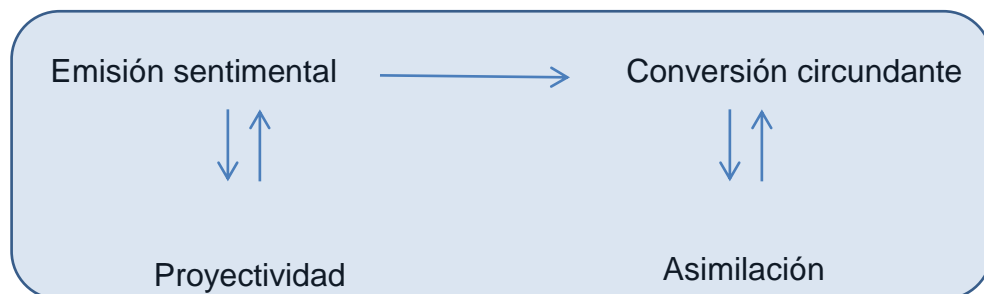 Emisión sentimental
Conversión circundante
Proyectividad
Asimilación